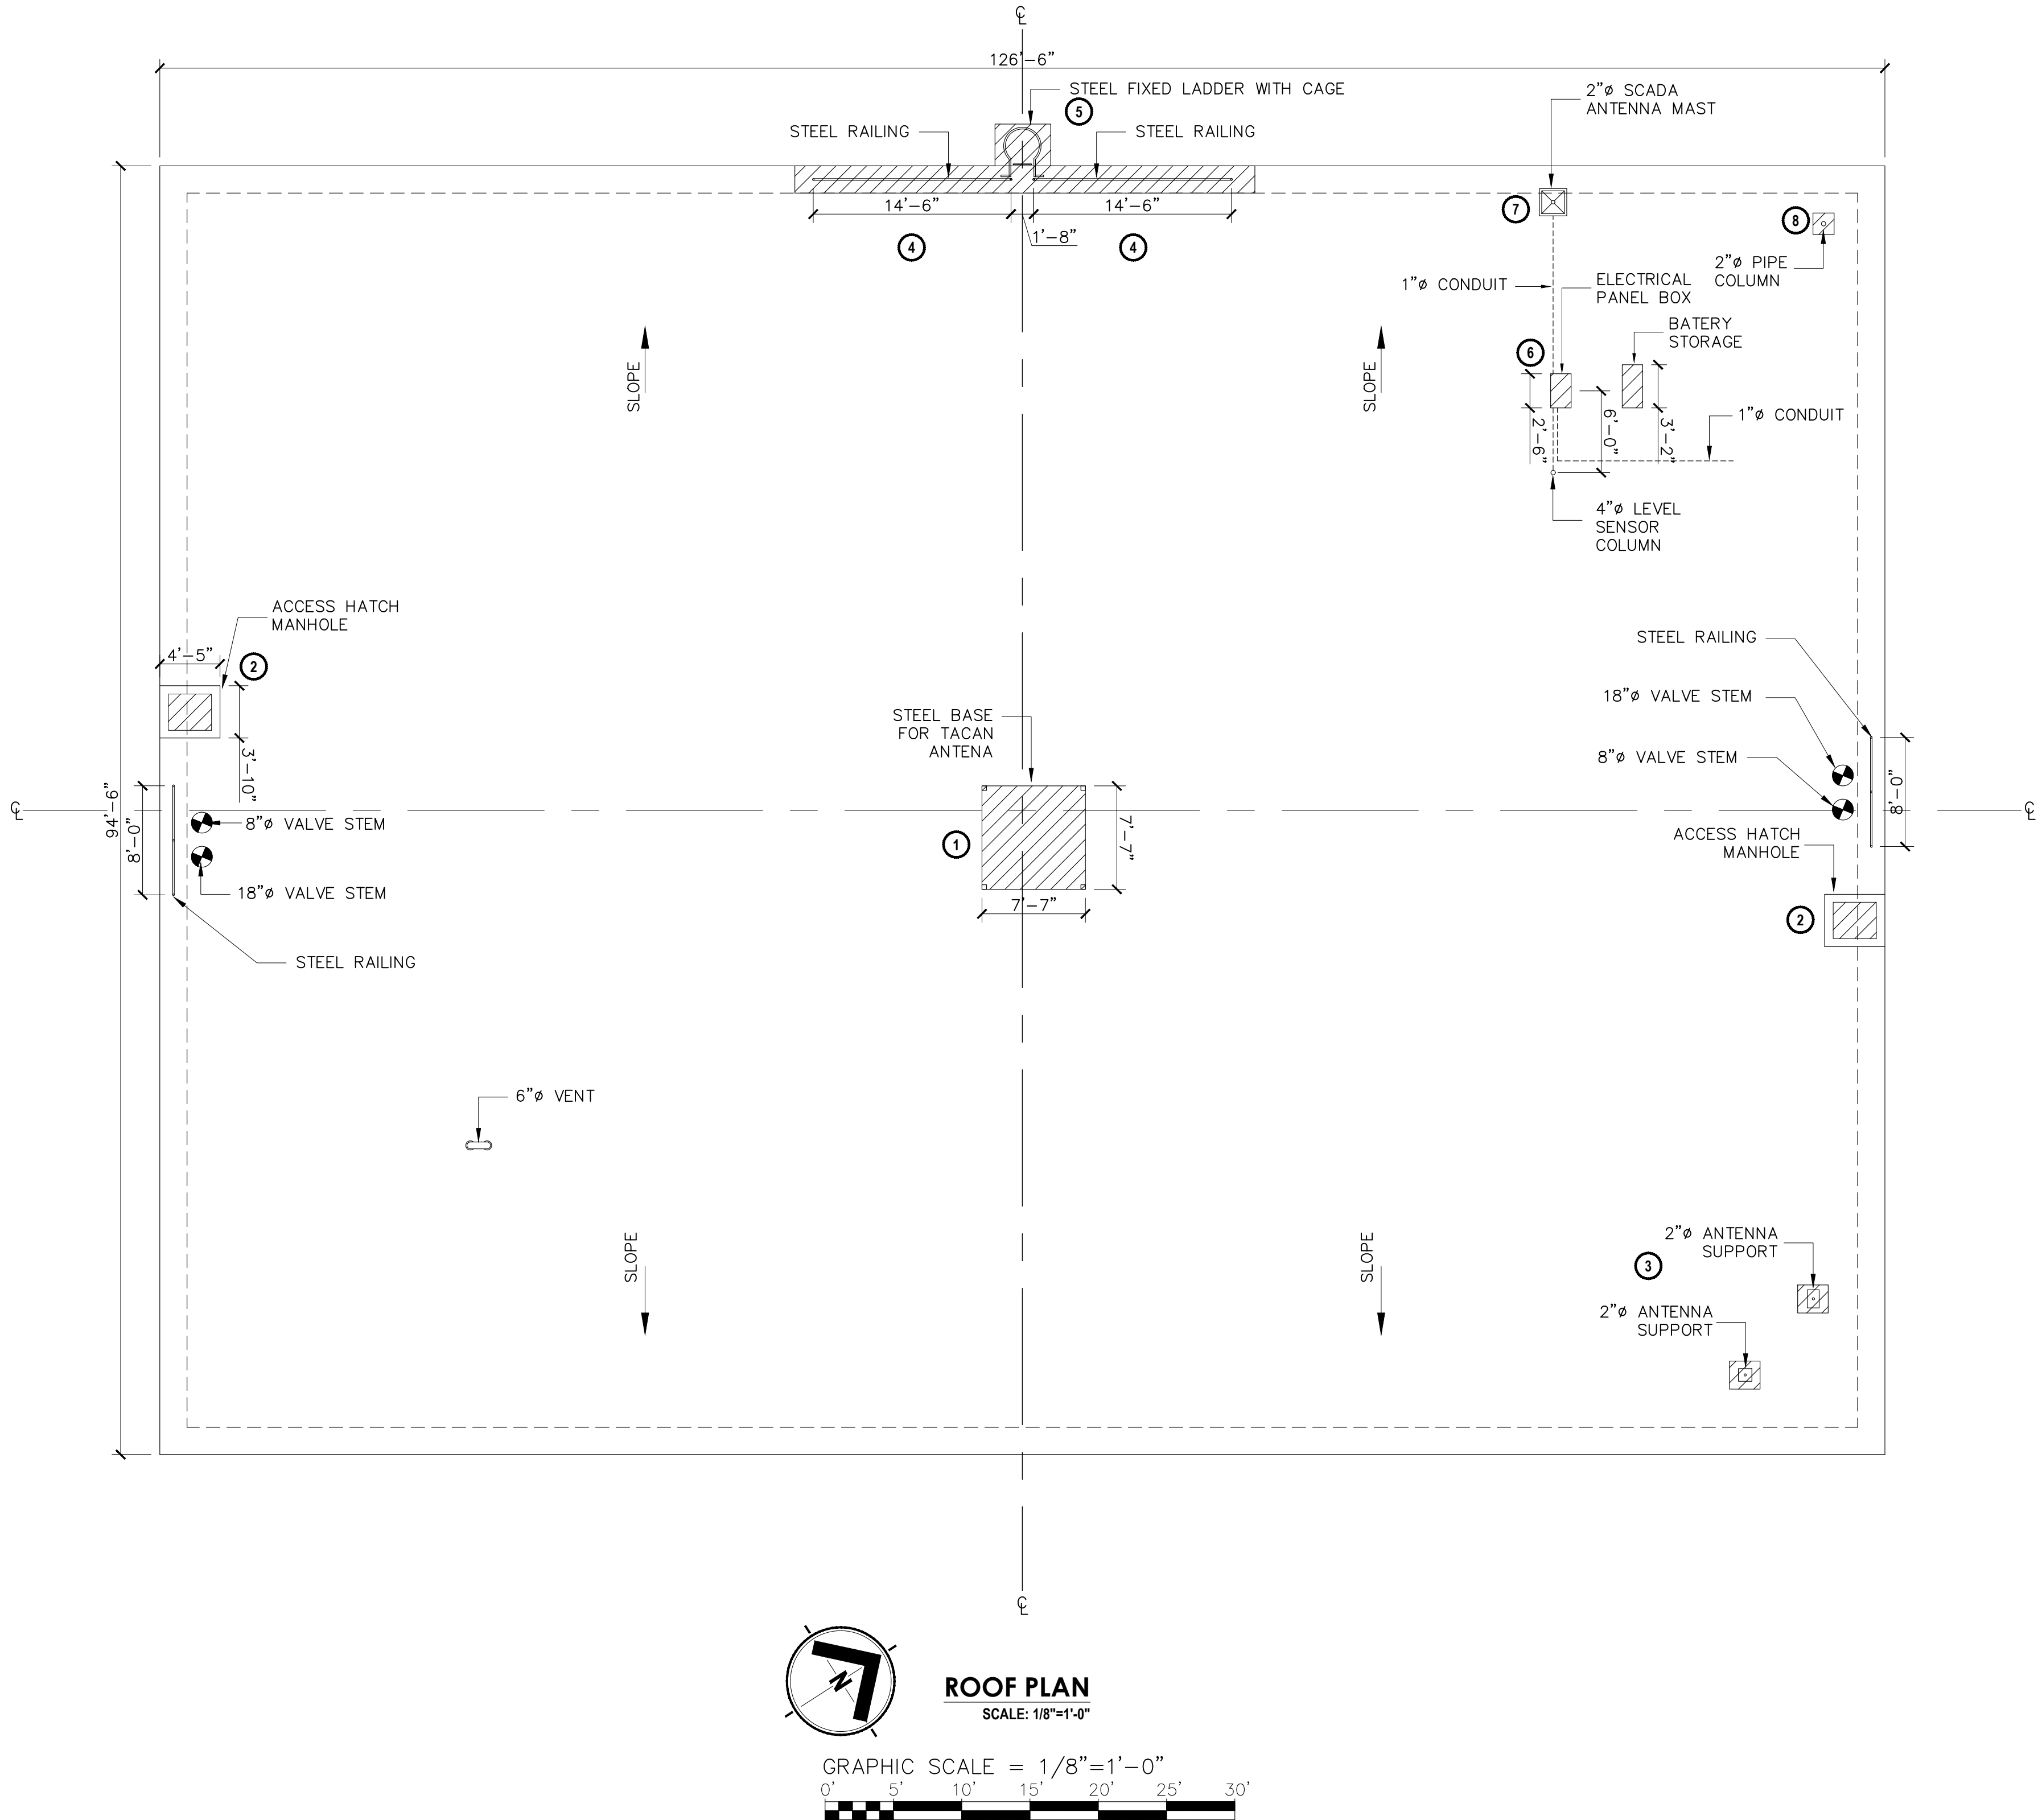 ℄
126'-6"
STEEL FIXED LADDER WITH CAGE
5
2"ø SCADA
ANTENNA MAST
STEEL RAILING
STEEL RAILING
14'-6"
14'-6"
1'-8"
4
4
7
8
2"ø PIPE
COLUMN
1"ø CONDUIT
ELECTRICAL
PANEL BOX
BATERY
STORAGE
6
SLOPE
SLOPE
2'-6"
6'-0"
3'-2"
1"ø CONDUIT
4"ø LEVEL
SENSOR
COLUMN
ACCESS HATCH
MANHOLE
4'-5"
2
3'-10"
STEEL RAILING
18"ø VALVE STEM
8"ø VALVE STEM
8'-0"
STEEL BASE
FOR TACAN
ANTENA
℄
94'-6"
8'-0"
8"ø VALVE STEM
18"ø VALVE STEM
STEEL RAILING
1
7'-7"
7'-7"
℄
ACCESS HATCH
MANHOLE
2
6"ø VENT
SLOPE
SLOPE
2"ø ANTENNA
SUPPORT
3
2"ø ANTENNA
SUPPORT
℄
N
ROOF PLAN
SCALE: 1/8"=1'-0"
GRAPHIC SCALE = 1/8"=1'-0"
0' 5' 10' 15' 20' 25' 30'